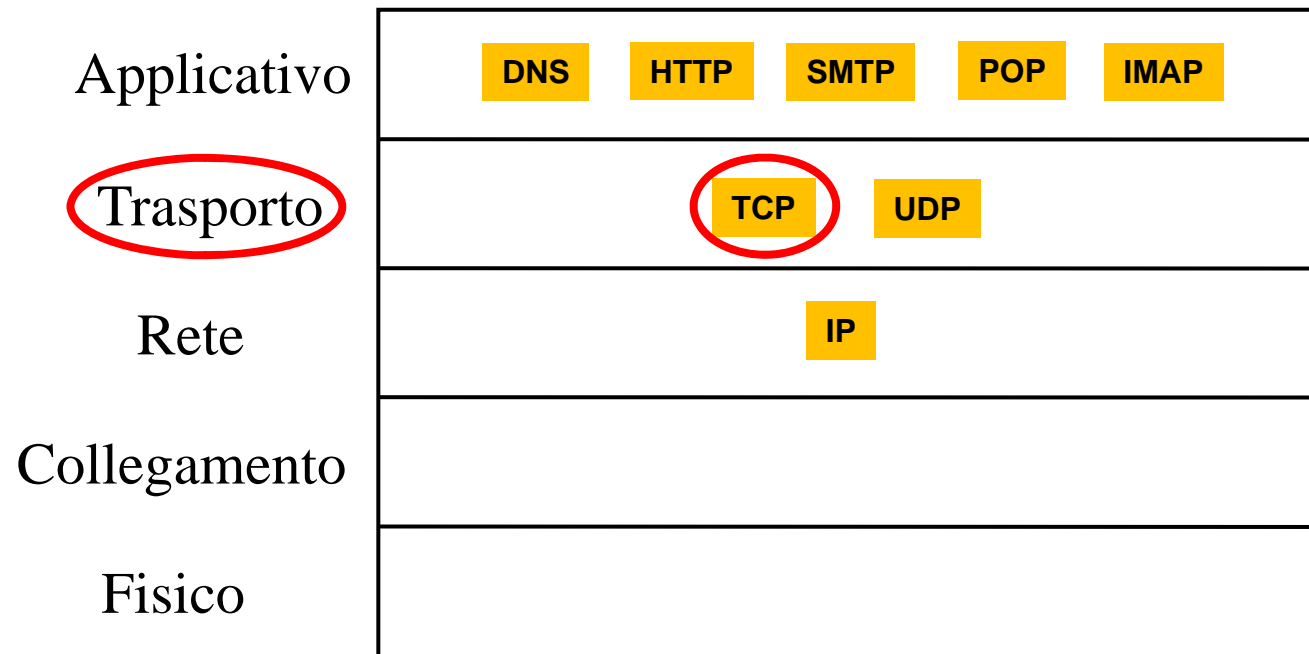 Applicativo DNS HTTP SMTP POP IMAP
Trasporto TCP UDP
Rete IP
Collegamento
Fisico